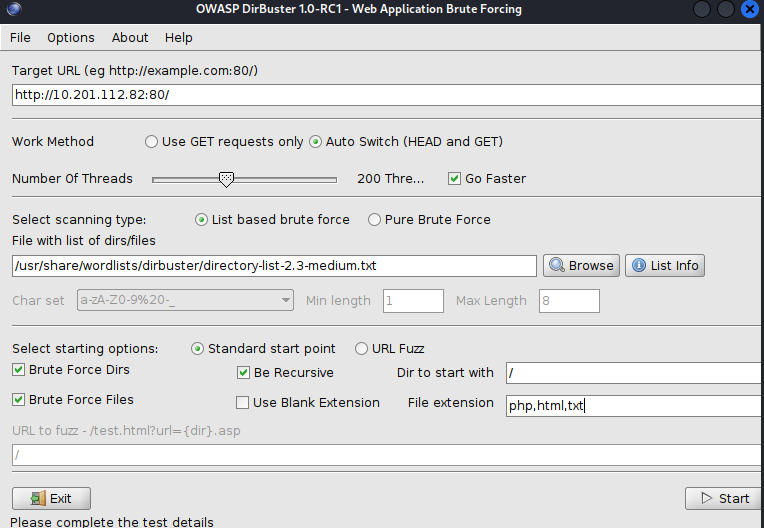 OWASP DirBuster 1.0-RC1 - Web Application Brute Forcing
File Options About Help
Target URL (eg http://example.com:80/)
http://10.201.112.82:80/
Work Method Use GET requests only Auto Switch (HEAD and GET)
Number Of Threads 200 Thre... Go Faster
Select scanning type: List based brute force Pure Brute Force
File with list of dirs/files
/usr/share/wordlists/dirbuster/directory-list-2.3-medium.txt Browse List Info
Char set a-zA-Z0-9%20-_ Min length 1 Max Length 8
Select starting options: Standard start point URL Fuzz
Brute Force Dirs Be Recursive Dir to start with /
Brute Force Files Use Blank Extension File extension php,html,txt
URL to fuzz - /test.html?url={dir}.asp
/
Exit Start
Please complete the test details